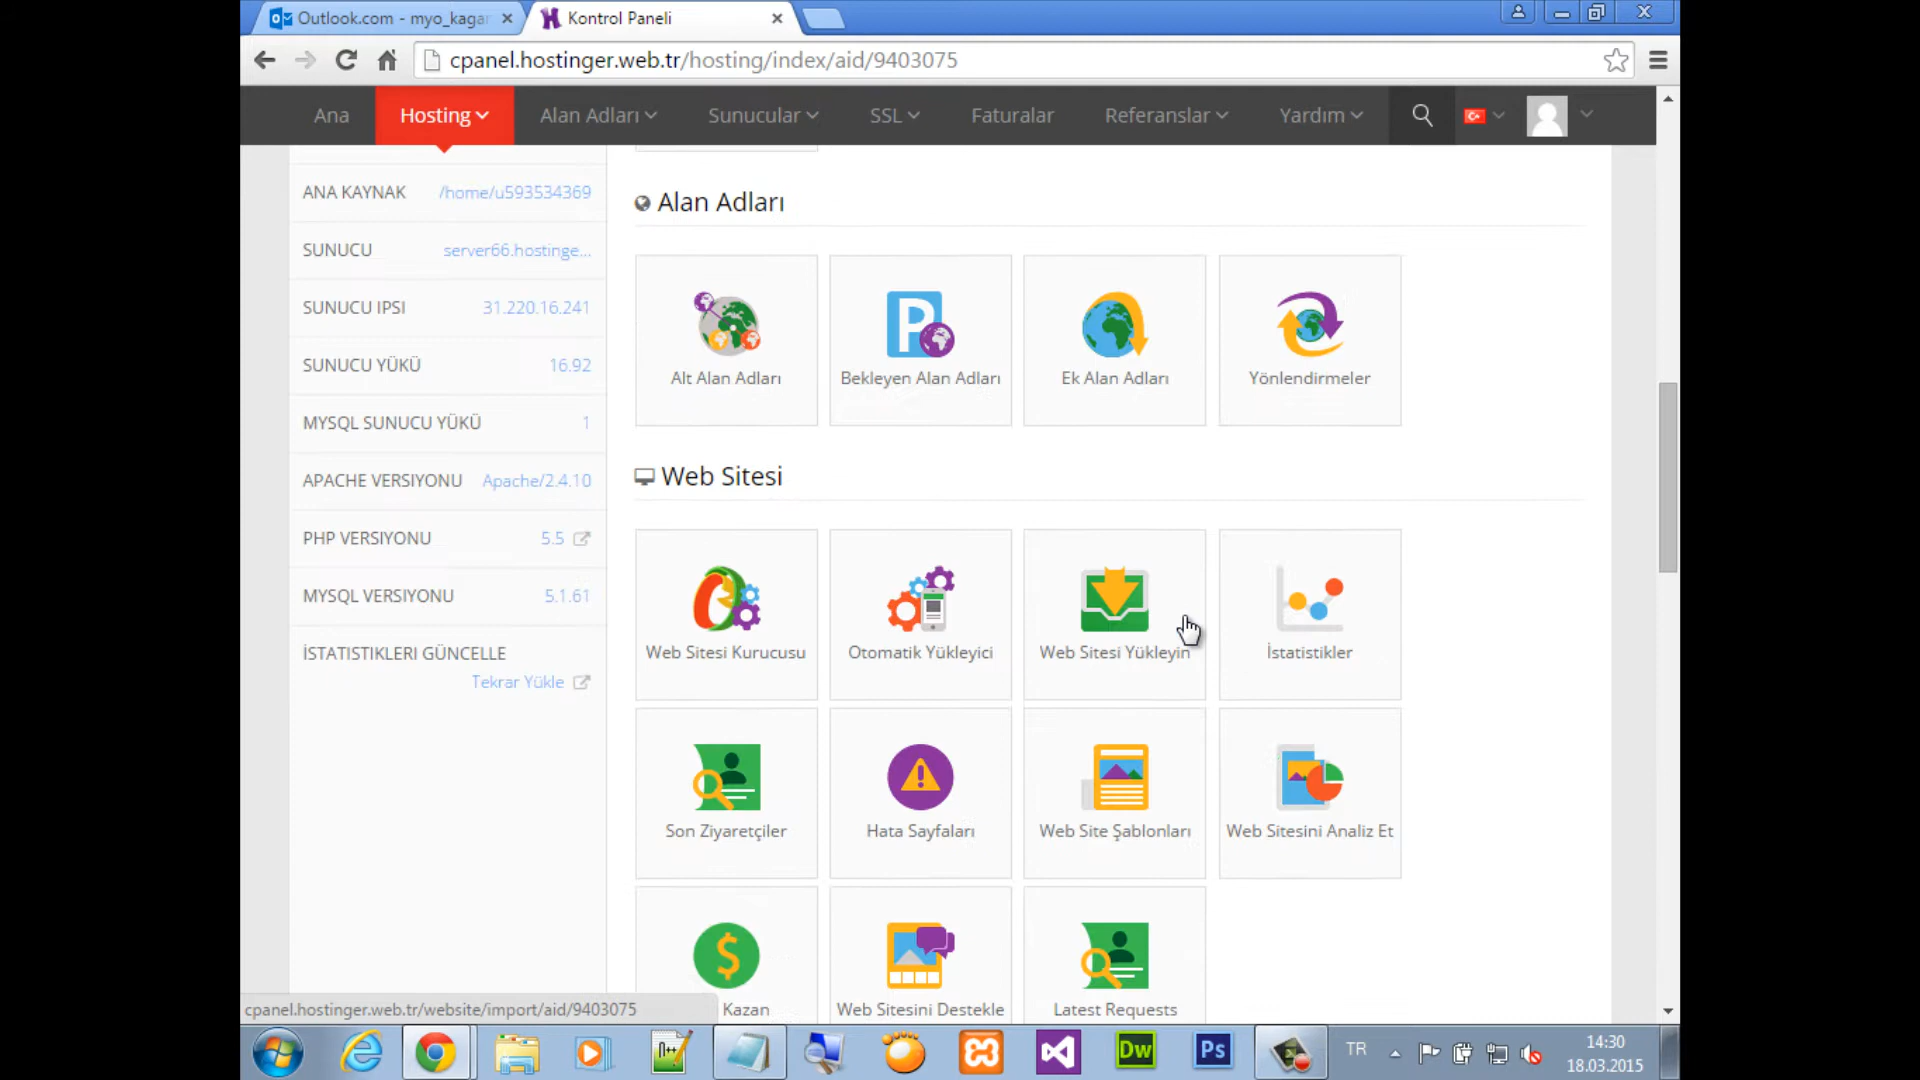 Outlook.com - myo_kagar
Kontrol Paneli
cpanel.hostinger.web.tr/hosting/index/aid/9403075
Ana
Hosting
Alan Adları
Sunucular
SSL
Faturalar
Referanslar
Yardım
ANA KAYNAK /home/u593534369
SUNUCU server66.hostinge...
SUNUCU IPSI 31.220.16.241
SUNUCU YÜKÜ 16.92
MYSQL SUNUCU YÜKÜ 1
APACHE VERSIYONU Apache/2.4.10
PHP VERSIYONU 5.5
MYSQL VERSIYONU 5.1.61
İSTATISTIKLERI GÜNCELLE
Tekrar Yükle
Alan Adları
Alt Alan Adları
Bekleyen Alan Adları
Ek Alan Adları
Yönlendirmeler
Web Sitesi
Web Sitesi Kurucusu
Otomatik Yükleyici
Web Sitesi Yükleyin
İstatistikler
Son Ziyaretçiler
Hata Sayfaları
Web Site Şablonları
Web Sitesini Analiz Et
Kazan
Web Sitesini Destekle
Latest Requests
cpanel.hostinger.web.tr/website/import/aid/9403075
n++
Dw
Ps
TR
14:30
18.03.2015